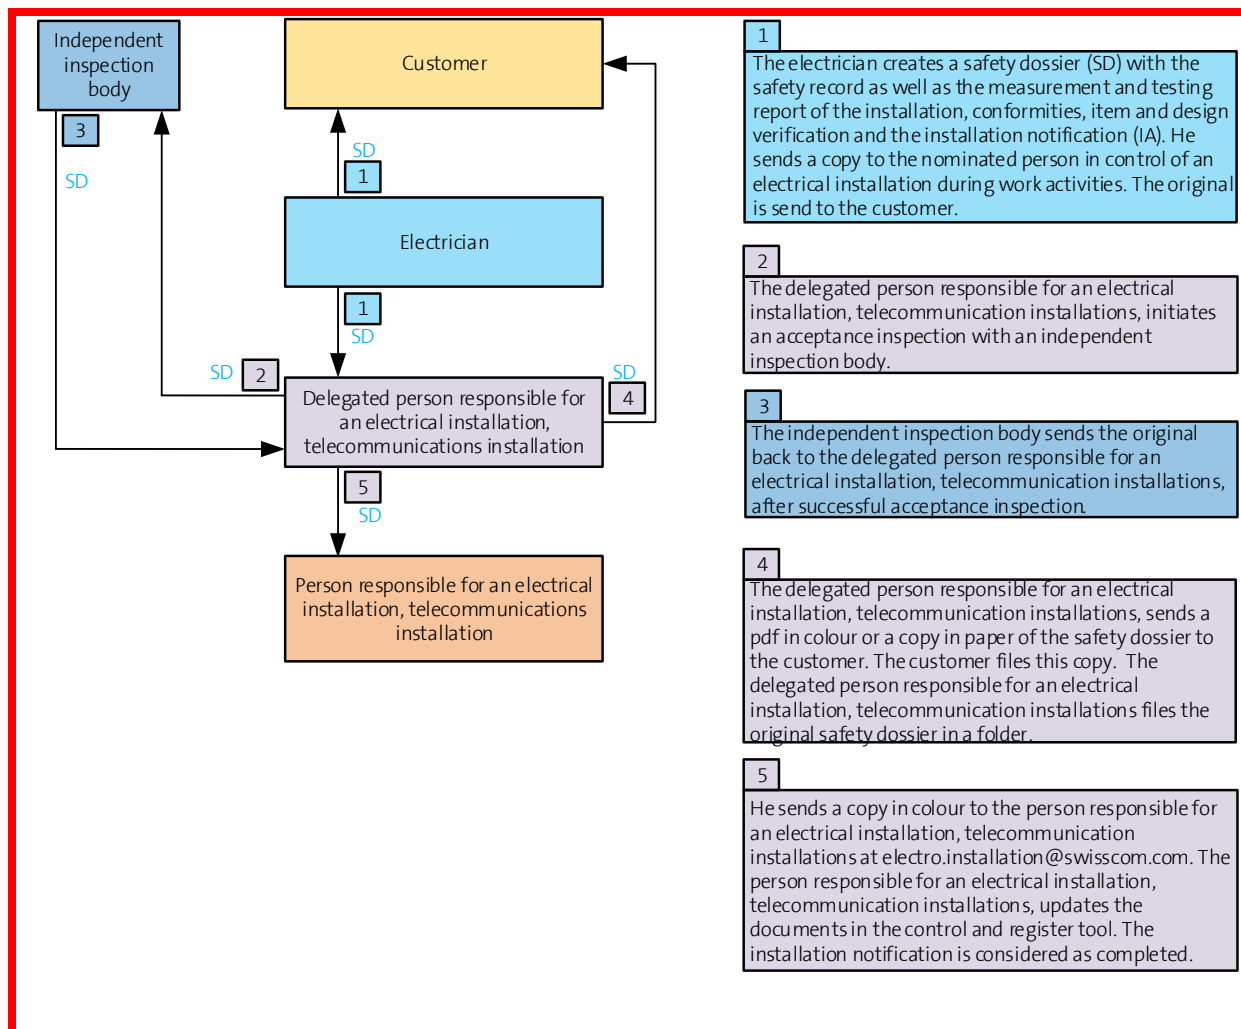 Independent
inspection
body
3
SD
Customer
SD
1
Electrician
1
SD
SD
2
Delegated person responsible for
an electrical installation,
telecommunications installation
SD
4
5
SD
Person responsible for an electrical
installation, telecommunications
installation
1
The electrician creates a safety dossier (SD) with the
safety record as well as the measurement and testing
report of the installation, conformities, item and design
verification and the installation notification (IA). He
sends a copy to the nominated person in control of an
electrical installation during work activities. The original
is send to the customer.
2
The delegated person responsible for an electrical
installation, telecommunication installations, initiates
an acceptance inspection with an independent
inspection body.
3
The independent inspection body sends the original
back to the delegated person responsible for an
electrical installation, telecommunication installations,
after successful acceptance inspection.
4
The delegated person responsible for an electrical
installation, telecommunication installations, sends a
pdf in colour or a copy in paper of the safety dossier to
the customer. The customer files this copy. The
delegated person responsible for an electrical
installation, telecommunication installations files the
original safety dossier in a folder.
5
He sends a copy in colour to the person responsible for
an electrical installation, telecommunication
installations at electro.installation@swisscom.com. The
person responsible for an electrical installation,
telecommunication installations, updates the
documents in the control and register tool. The
installation notification is considered as completed.